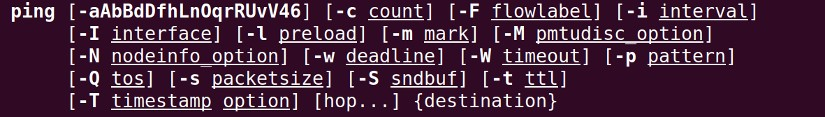 ping [-aAbBdDfhLnOqrRUvV46] [-c count] [-F flowlabel] [-i interval]
[-I interface] [-l preload] [-m mark] [-M pmtudisc_option]
[-N nodeinfo_option] [-w deadline] [-W timeout] [-p pattern]
[-Q tos] [-s packetsize] [-S sndbuf] [-t ttl]
[-T timestamp option] [hop...] {destination}